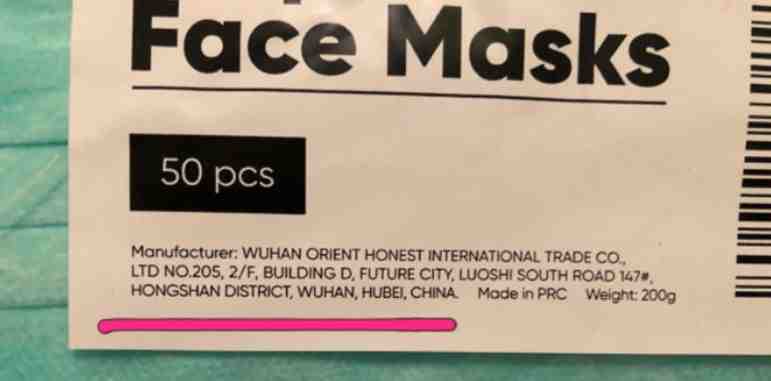 Face Masks
50 pcs
Manufacturer: WUHAN ORIENT HONEST INTERNATIONAL TRADE CO.,
LTD NO.205, 2/F, BUILDING D, FUTURE CITY, LUOSHI SOUTH ROAD 147#,
HONGSHAN DISTRICT, WUHAN, HUBEI, CHINA. Made in PRC Weight: 200g